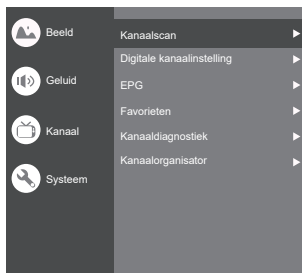 Beeld
Geluid
Kanaal
Systeem
Kanaalscan
Digitale kanaalinstelling
EPG
Favorieten
Kanaaldiagnostiek
Kanaalorganisator